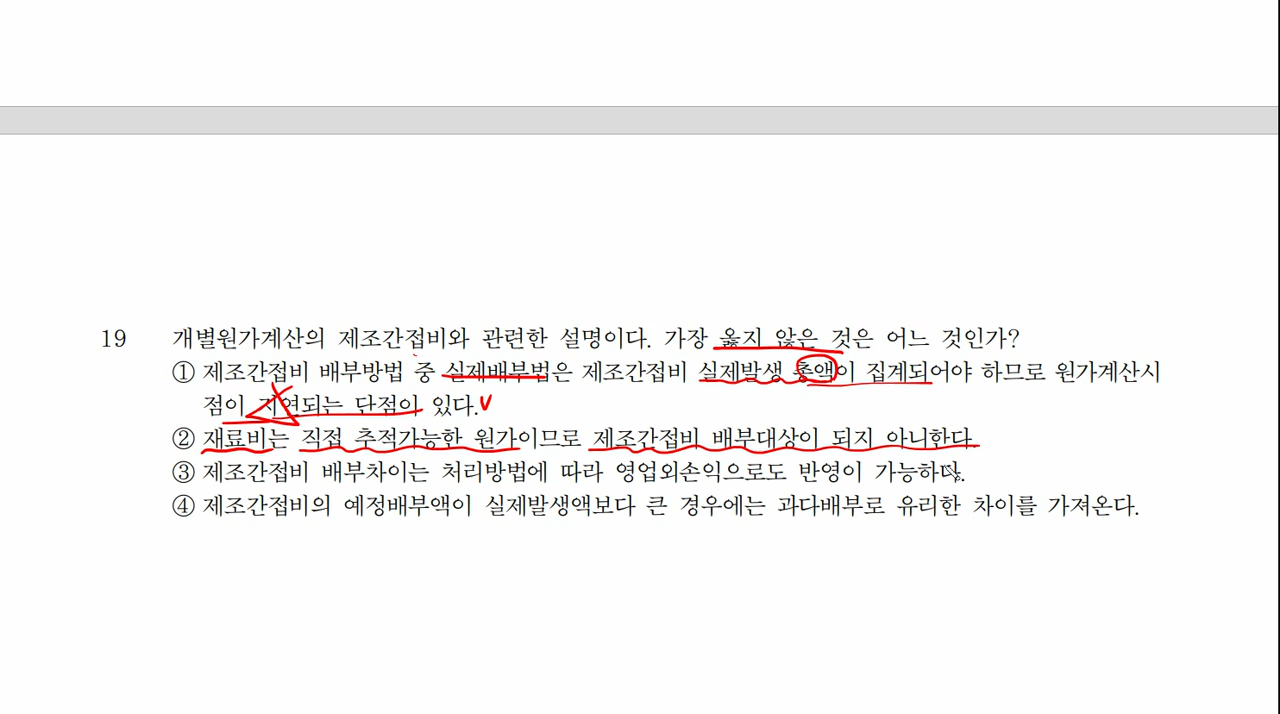 19 개별원가계산의 제조간접비와 관련한 설명이다. 가장 옳지 않은 것은 어느 것인가?
① 제조간접비 배부방법 중 실제배부법은 제조간접비 실제발생 총액이 집계되어야 하므로 원가계산시
점이 지연되는 단점이 있다.
② 재료비는 직접 추적가능한 원가이므로 제조간접비 배부대상이 되지 아니한다.
③ 제조간접비 배부차이는 처리방법에 따라 영업외손익으로도 반영이 가능하다.
④ 제조간접비의 예정배부액이 실제발생액보다 큰 경우에는 과다배부로 유리한 차이를 가져온다.